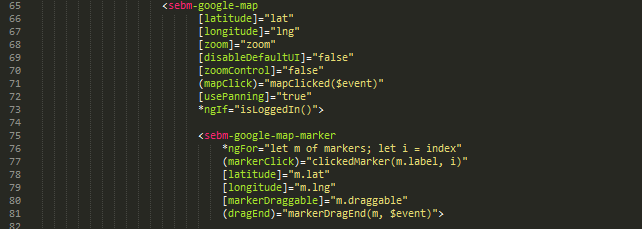 65 <sebm-google-map
66 [latitude]="lat"
67 [longitude]="lng"
68 [zoom]="zoom"
69 [disableDefaultUI]="false"
70 [zoomControl]="false"
71 (mapClick)="mapClicked($event)"
72 [usePanning]="true"
73 *ngIf="isLoggedIn()">
74
75 <sebm-google-map-marker
76 *ngFor="let m of markers; let i = index"
77 (markerClick)="clickedMarker(m.label, i)"
78 [latitude]="m.lat"
79 [longitude]="m.lng"
80 [markerDraggable]="m.draggable"
81 (dragEnd)="markerDragEnd(m, $event)">
82